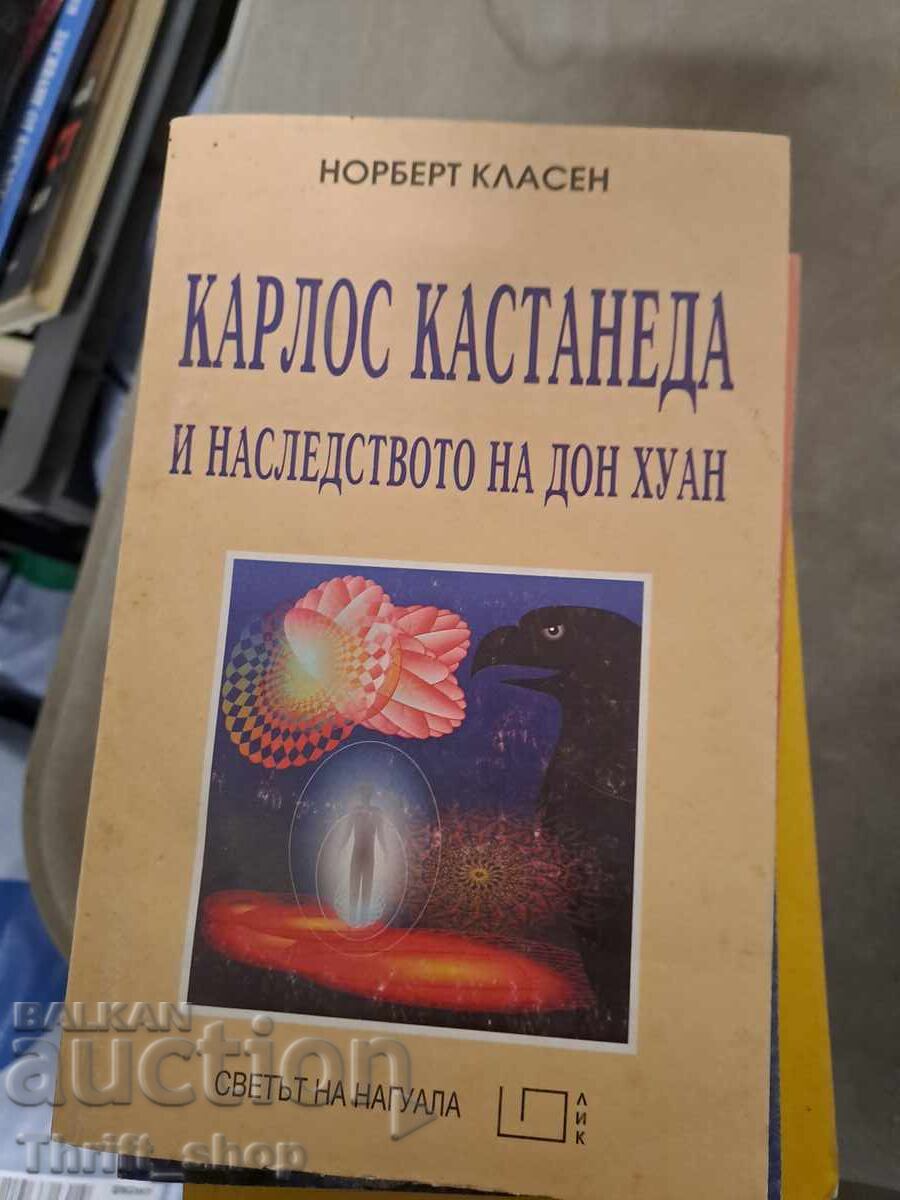 НОРБЕРТ КЛАСЕН
КАРЛОС КАСТАНЕДА
И НАСЛЕДСТВОТО НА ДОН ХУАН
СВЕТЪТ НА НАГУАЛА
ЛИК
BALKAN
auction
Thrift_shop